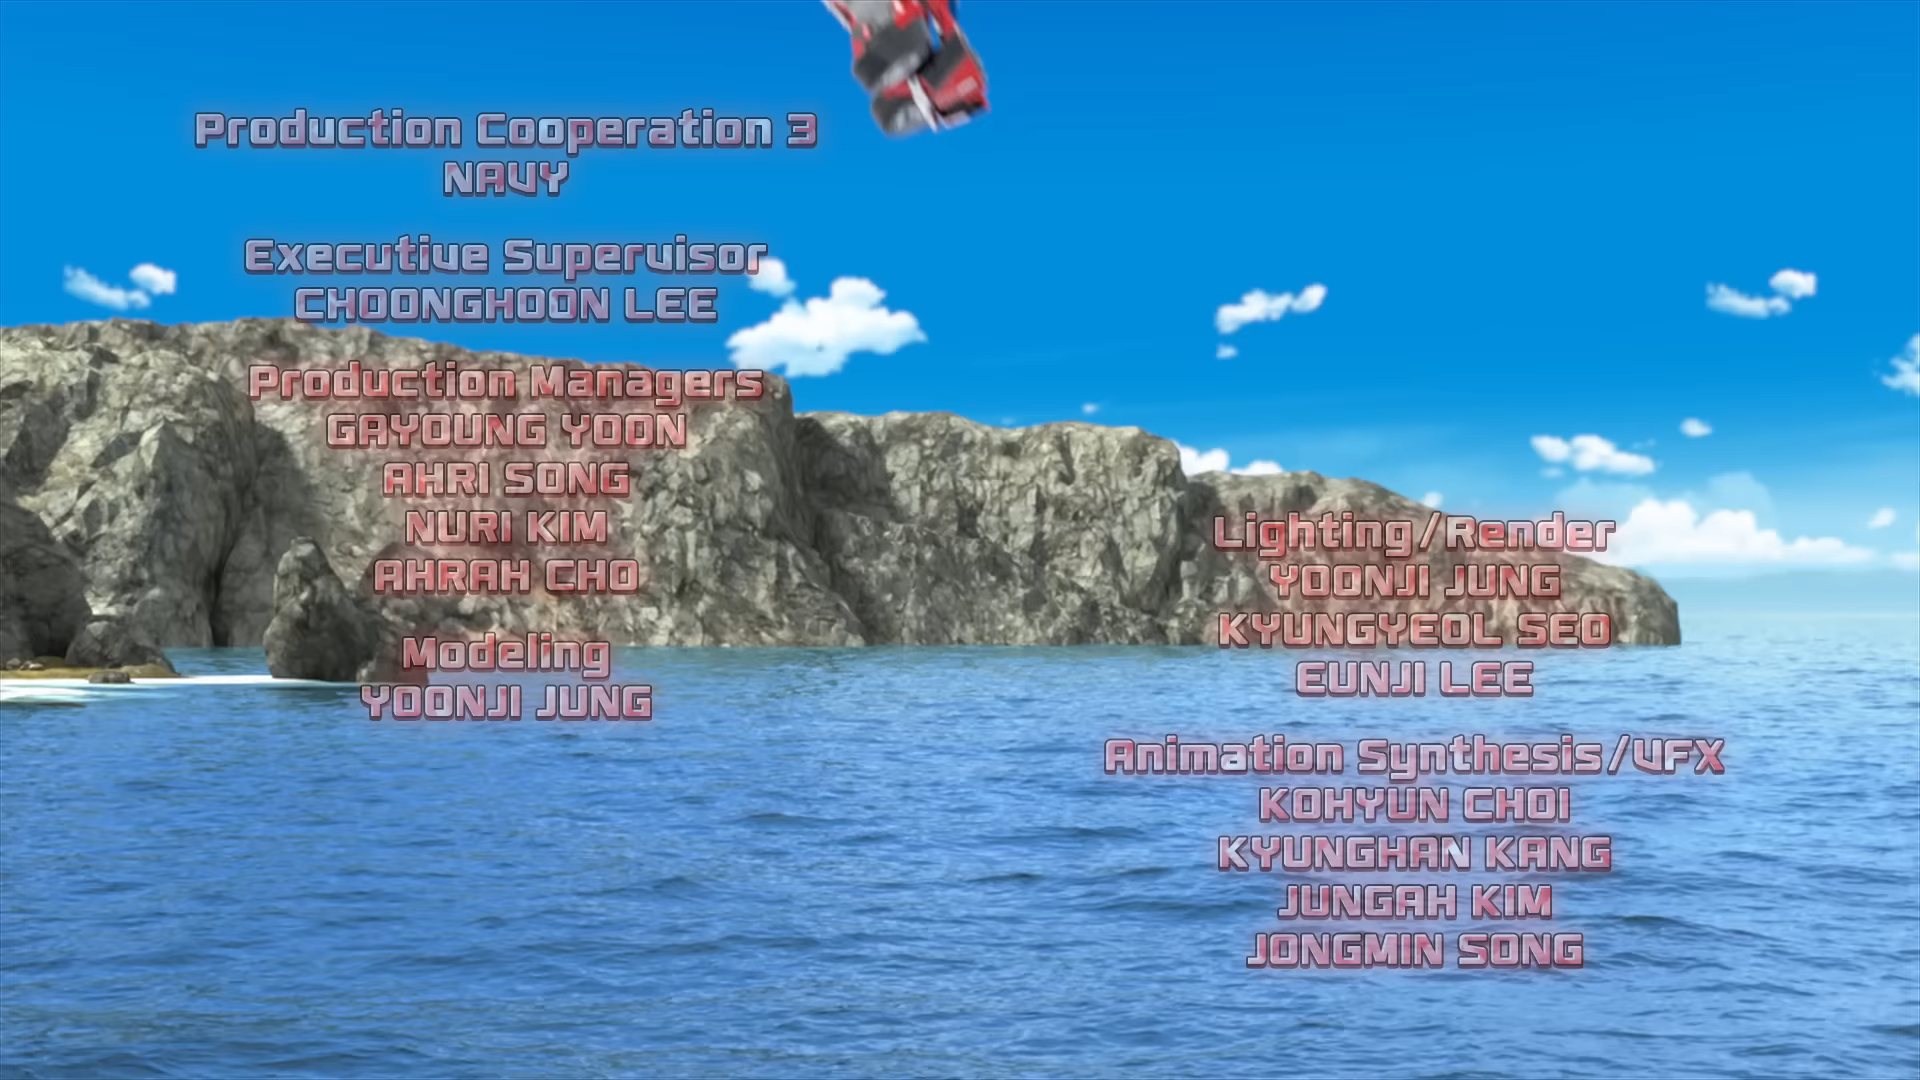 Production Cooperation 3
NAVY
Executive Supervisor
CHOONGHOON LEE
Production Managers
GAYOUNG YOON
AHRI SONG
NURI KIM
AHRAH CHO
Modeling
YOONJI JUNG
Lighting/Render
YOONJI JUNG
KYUNGYEOL SEO
EUNJI LEE
Animation Synthesis/VFX
KOHYUN CHOI
KYUNGHAN KANG
JUNGAH KIM
JONGMIN SONG